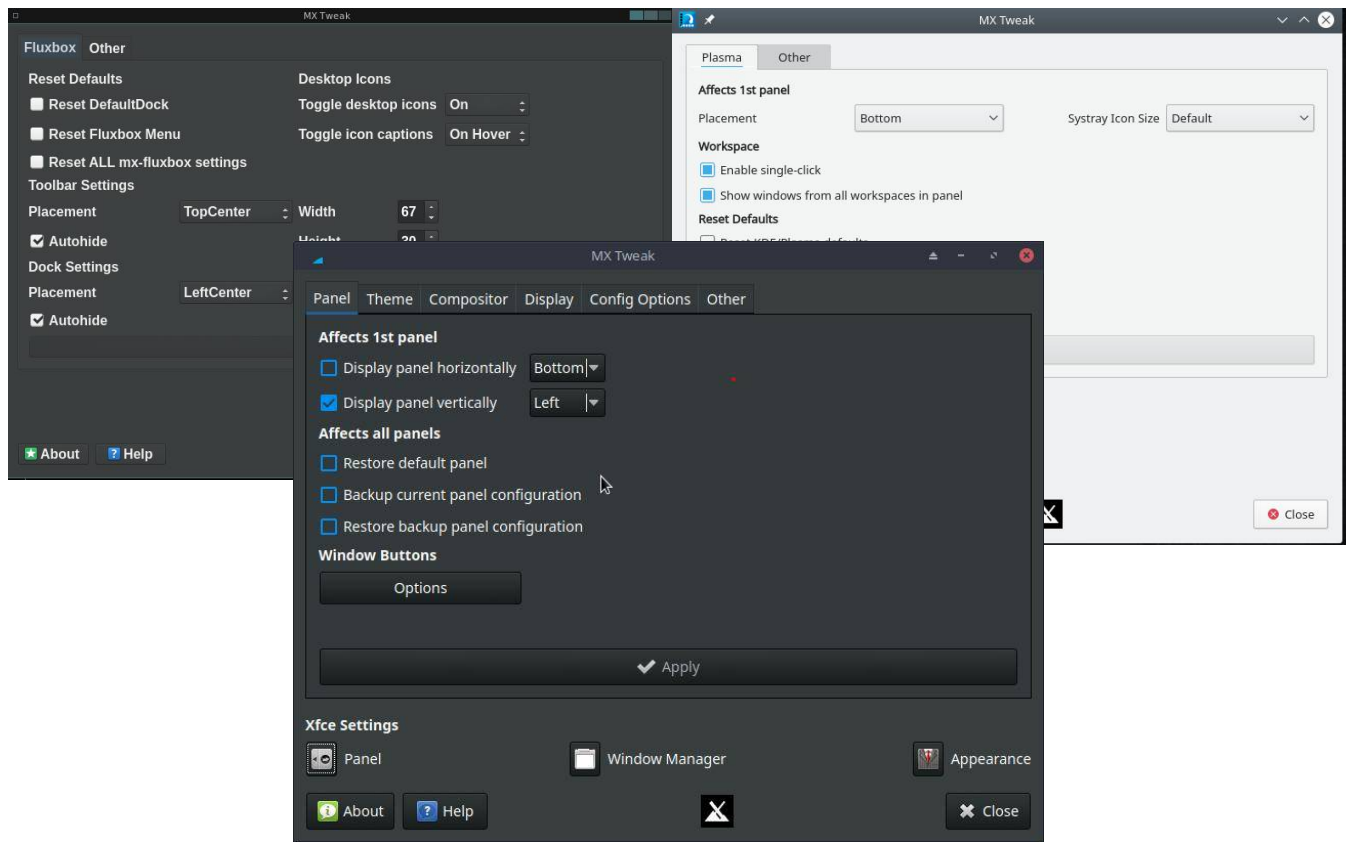 MX Tweak
Fluxbox Other
Reset Defaults Desktop Icons
Reset DefaultDock Toggle desktop icons On
Reset Fluxbox Menu Toggle icon captions On Hover
Reset ALL mx-fluxbox settings
Toolbar Settings
Placement TopCenter Width 67
Autohide Height 30
Dock Settings
Placement LeftCenter
Autohide
About Help
MX Tweak
Plasma Other
Affects 1st panel
Placement Bottom Systray Icon Size Default
Workspace
Enable single-click
Show windows from all workspaces in panel
Reset Defaults
Reset KDE/Plasma defaults
Close
MX Tweak
Panel Theme Compositor Display Config Options Other
Affects 1st panel
Display panel horizontally Bottom
Display panel vertically Left
Affects all panels
Restore default panel
Backup current panel configuration
Restore backup panel configuration
Window Buttons
Options
Apply
Xfce Settings
Panel Window Manager Appearance
About Help Close